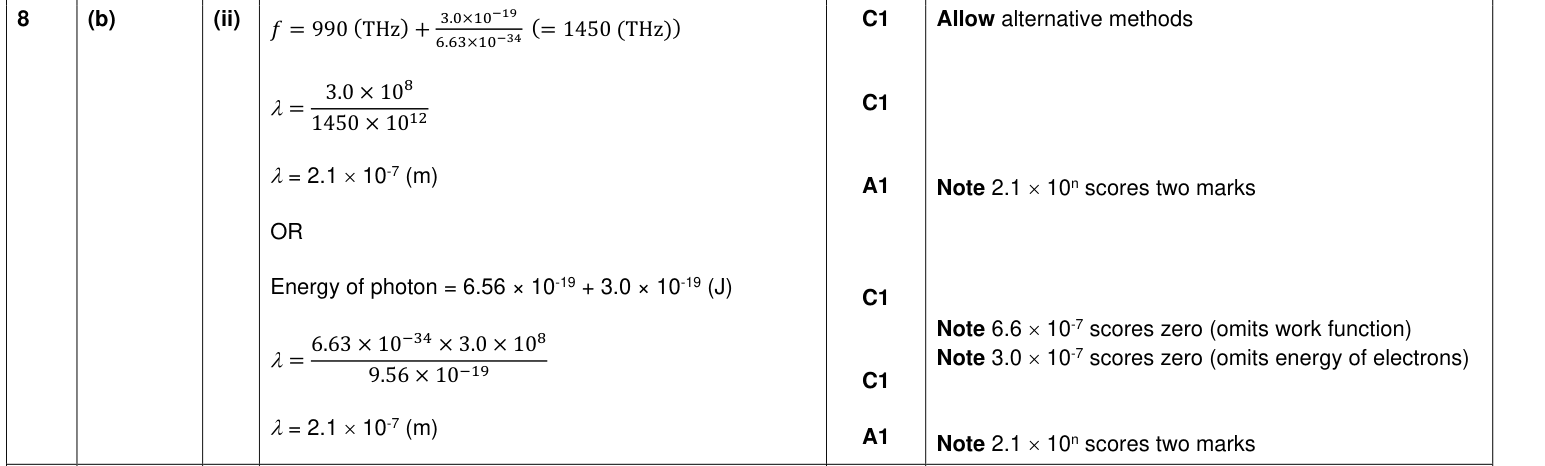 8 (b) (ii) f = 990 (THz) + 3.0×10⁻¹⁹ / 6.63×10⁻³⁴ (= 1450 (THz)) C1 Allow alternative methods
λ = 3.0 × 10⁸ / 1450 × 10¹² C1
λ = 2.1 × 10⁻⁷ (m) A1 Note 2.1 × 10ⁿ scores two marks
OR
Energy of photon = 6.56 × 10⁻¹⁹ + 3.0 × 10⁻¹⁹ (J) C1
Note 6.6 × 10⁻⁷ scores zero (omits work function)
λ = 6.63 × 10⁻³⁴ × 3.0 × 10⁸ / 9.56 × 10⁻¹⁹ C1 Note 3.0 × 10⁻⁷ scores zero (omits energy of electrons)
λ = 2.1 × 10⁻⁷ (m) A1 Note 2.1 × 10ⁿ scores two marks